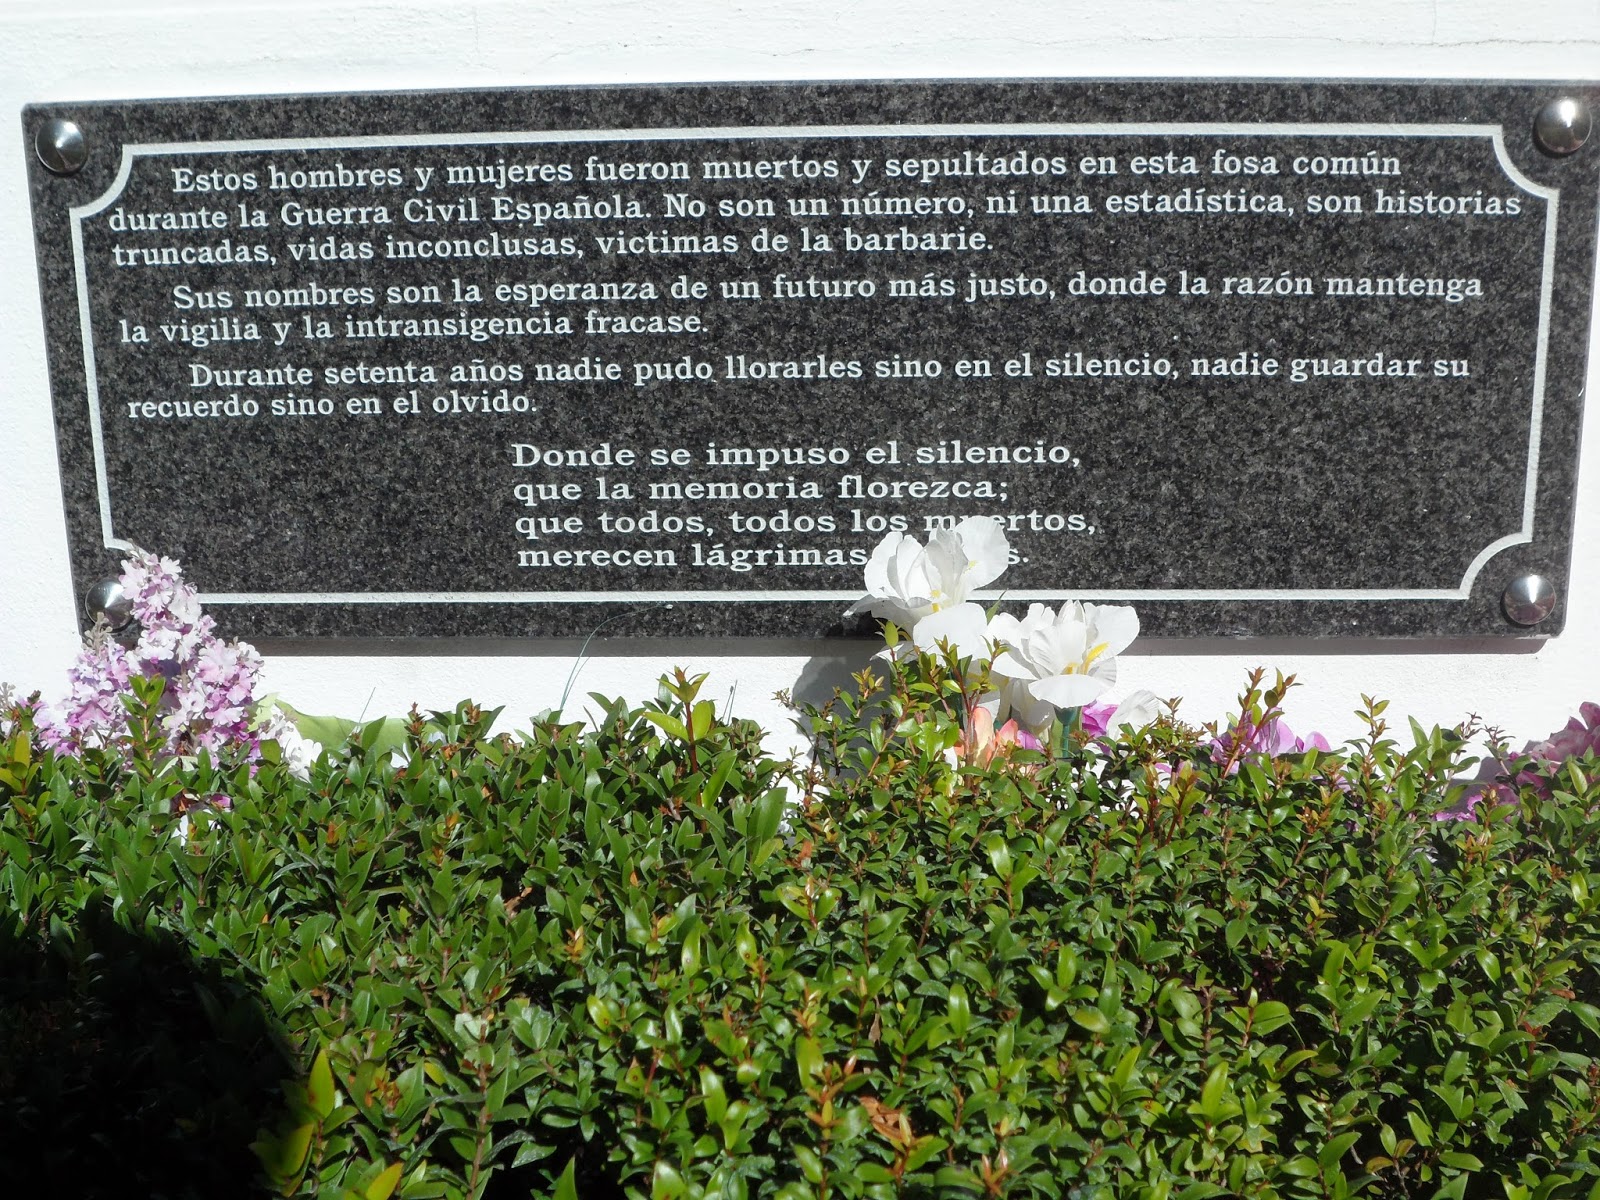 Estos hombres y mujeres fueron muertos y sepultados en esta fosa común
durante la Guerra Civil Española. No son un número, ni una estadística, son historias
truncadas, vidas inconclusas, victimas de la barbarie.
Sus nombres son la esperanza de un futuro más justo, donde la razón mantenga
la vigilia y la intransigencia fracase.
Durante setenta años nadie pudo llorarles sino en el silencio, nadie guardar su
recuerdo sino en el olvido.
Donde se impuso el silencio,
que la memoria florezca;
que todos, todos los muertos,
merecen lágrimas